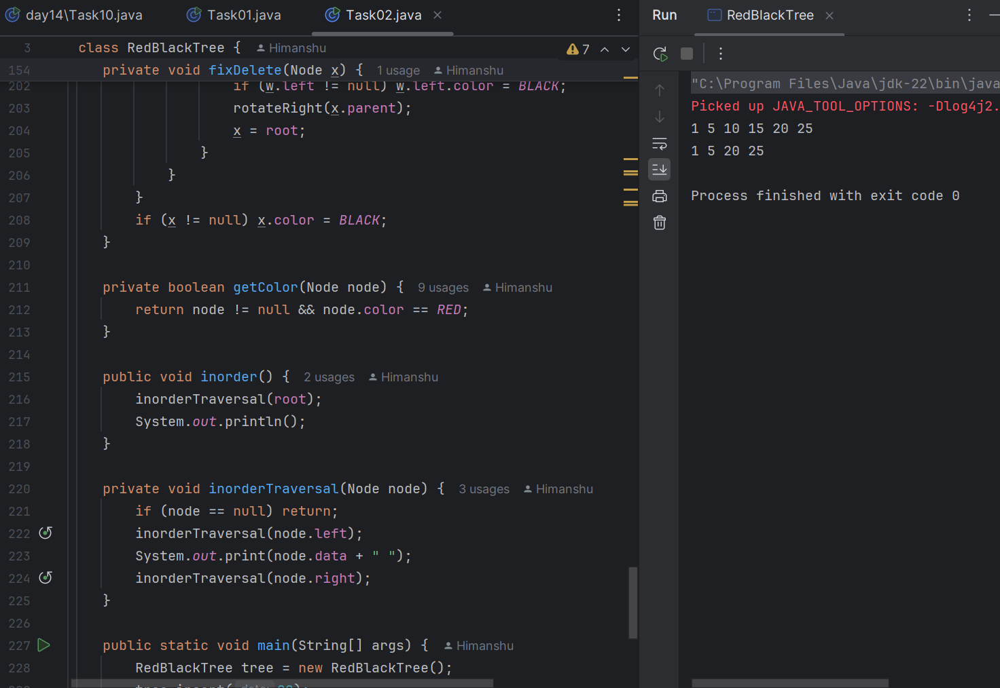 day14\Task10.java Task01.java Task02.java
3 class RedBlackTree { Himanshu 7
154 private void fixDelete(Node x) { 1 usage Himanshu
202 if (w.left != null) w.left.color = BLACK;
203 rotateRight(x.parent);
204 x = root;
205 }
206 }
207 }
208 if (x != null) x.color = BLACK;
209 }
210
211 private boolean getColor(Node node) { 9 usages Himanshu
212 return node != null && node.color == RED;
213 }
214
215 public void inorder() { 2 usages Himanshu
216 inorderTraversal(root);
217 System.out.println();
218 }
219
220 private void inorderTraversal(Node node) { 3 usages Himanshu
221 if (node == null) return;
222 inorderTraversal(node.left);
223 System.out.print(node.data + " ");
224 inorderTraversal(node.right);
225 }
226
227 public static void main(String[] args) { Himanshu
228 RedBlackTree tree = new RedBlackTree();
Run RedBlackTree
"C:\Program Files\Java\jdk-22\bin\java
Picked up JAVA_TOOL_OPTIONS: -Dlog4j2.
1 5 10 15 20 25
1 5 20 25
Process finished with exit code 0